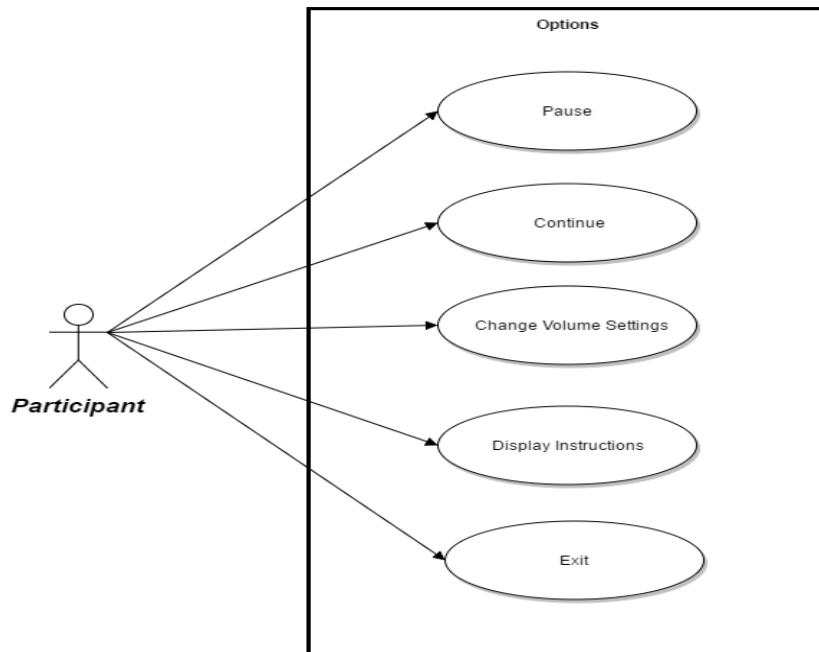 Options
Pause
Continue
Change Volume Settings
Participant
Display Instructions
Exit